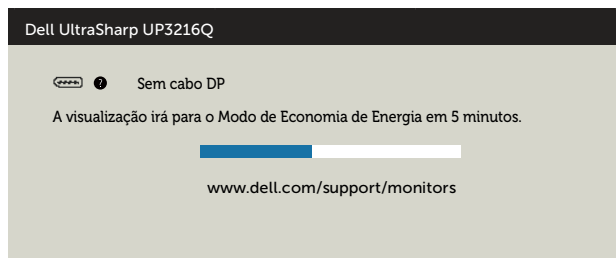 Dell UltraSharp UP3216Q
? Sem cabo DP
A visualização irá para o Modo de Economia de Energia em 5 minutos.
www.dell.com/support/monitors